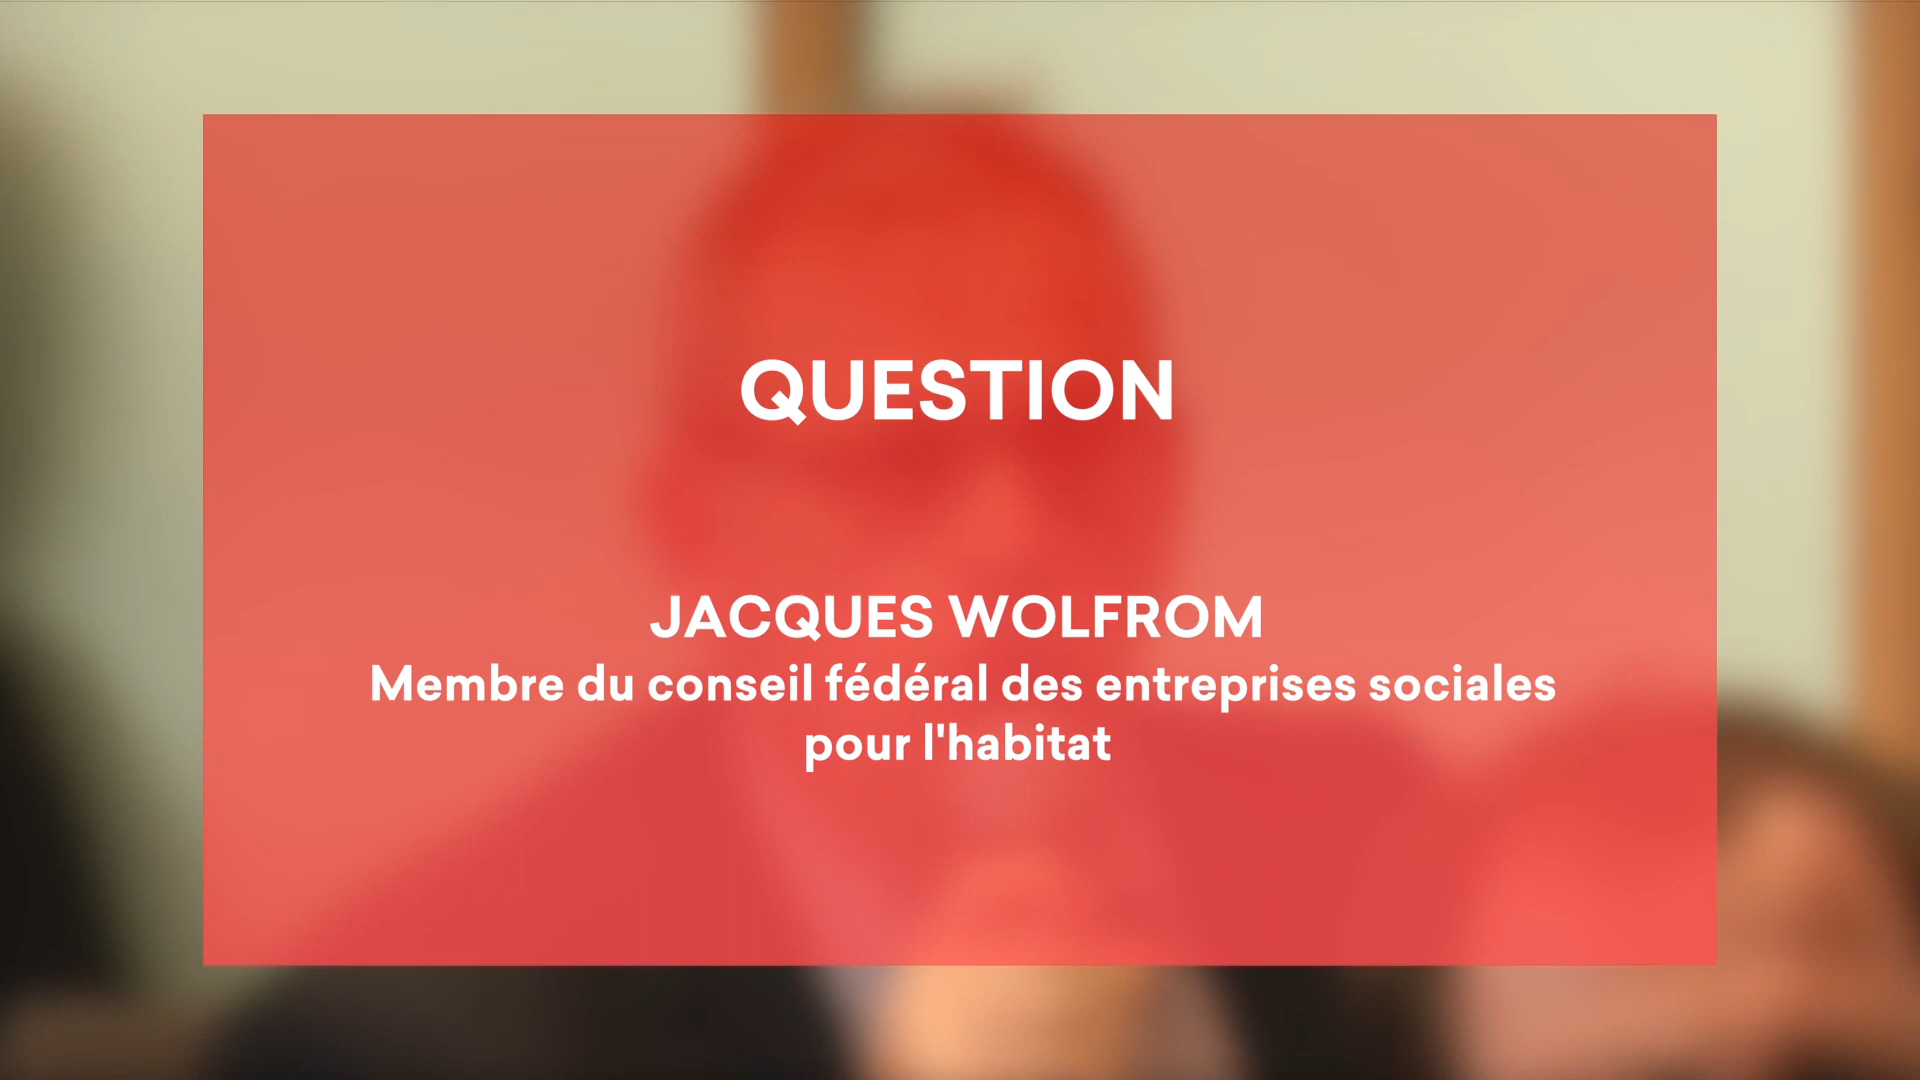 QUESTION
JACQUES WOLFROM
Membre du conseil fédéral des entreprises sociales
pour l'habitat